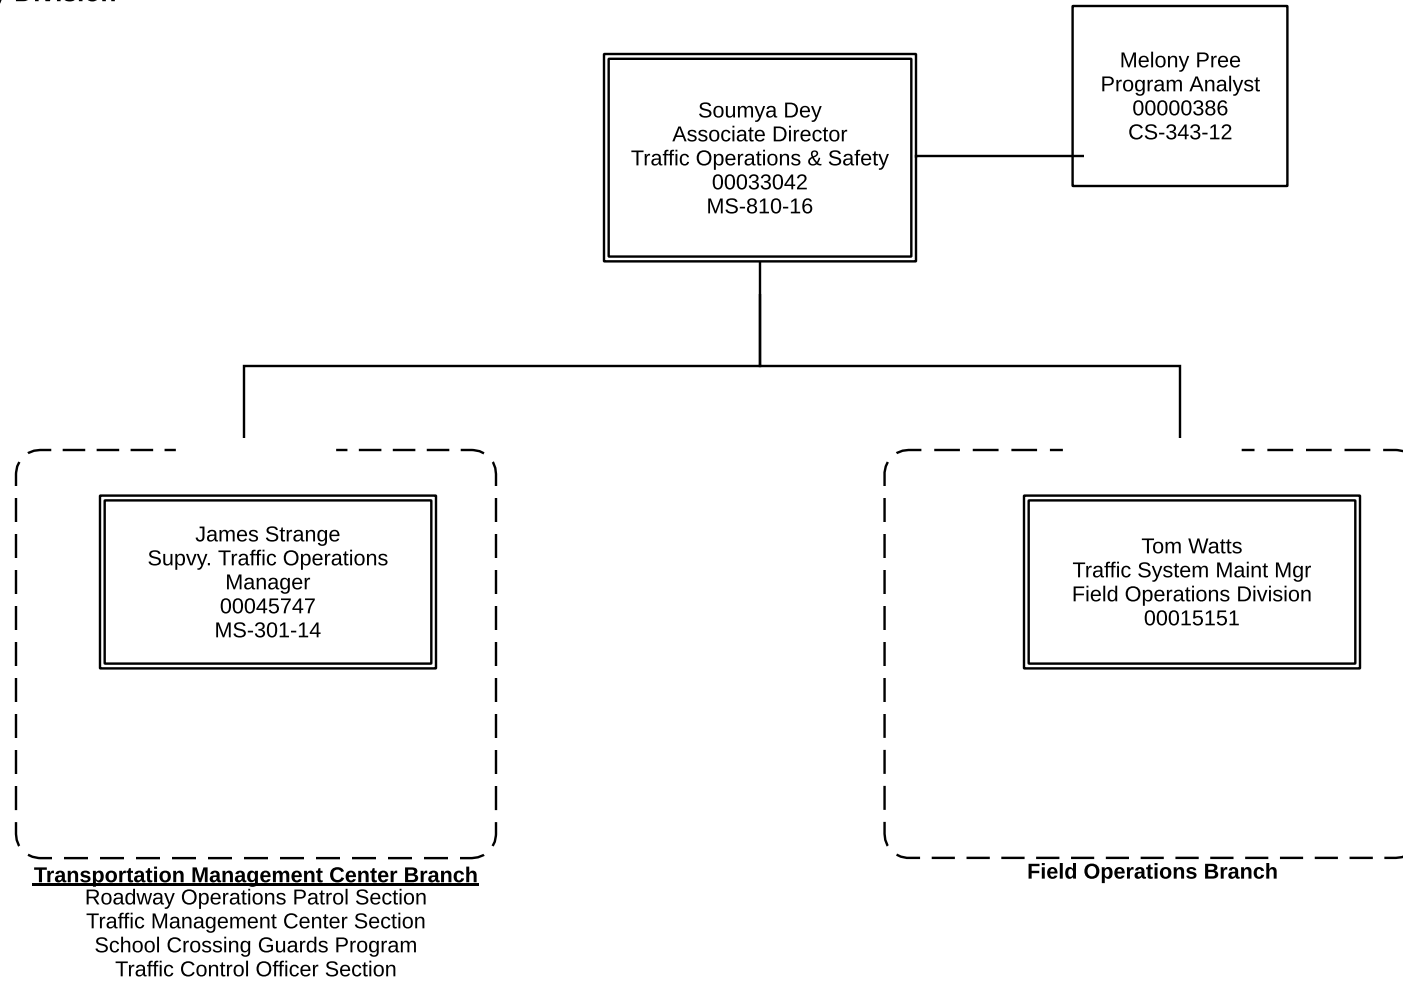 Division
Melony Pree
Program Analyst
00000386
CS-343-12
Soumya Dey
Associate Director
Traffic Operations & Safety
00033042
MS-810-16
James Strange
Supvy. Traffic Operations
Manager
00045747
MS-301-14
Tom Watts
Traffic System Maint Mgr
Field Operations Division
00015151
Transportation Management Center Branch
Roadway Operations Patrol Section
Traffic Management Center Section
School Crossing Guards Program
Traffic Control Officer Section
Field Operations Branch